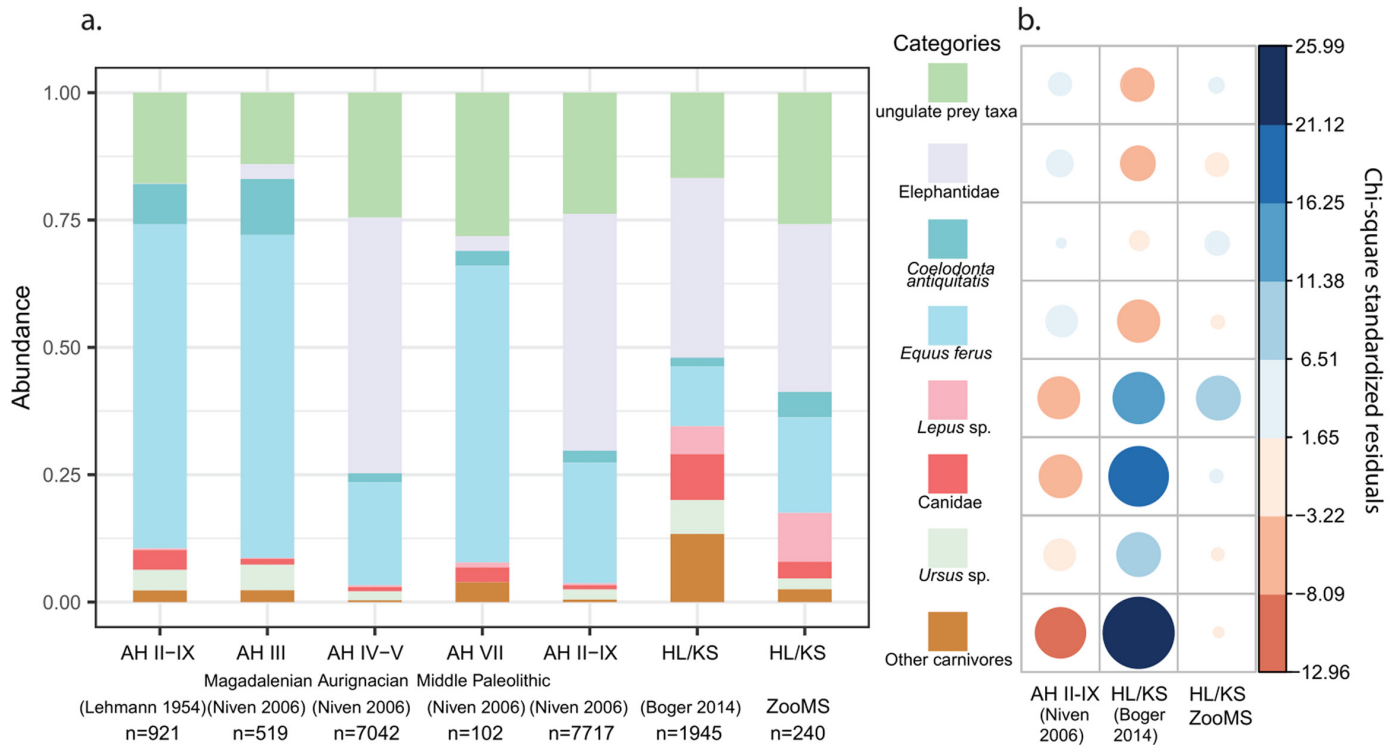 a.
Abundance
1.00
0.75
0.50
0.25
0.00
AH II−IX
(Lehmann 1954)
n=921
AH III
Magadalenian
(Niven 2006)
n=519
AH IV−V
Aurignacian
(Niven 2006)
n=7042
AH VII
Middle Paleolithic
(Niven 2006)
n=102
AH II−IX
(Niven 2006)
n=7717
HL/KS
(Boger 2014)
n=1945
HL/KS
ZooMS
n=240
Categories
ungulate prey taxa
Elephantidae
Coelodonta
antiquitatis
Equus ferus
Lepus sp.
Canidae
Ursus sp.
Other carnivores
b.
AH II-IX
(Niven
2006)
HL/KS
(Boger
2014)
HL/KS
ZooMS
25.99
21.12
16.25
11.38
6.51
1.65
−3.22
−8.09
−12.96
Chi-square standardized residuals